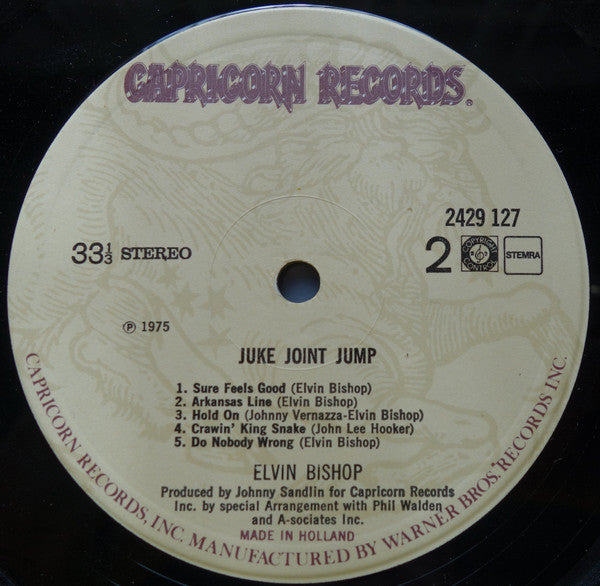 CAPRICORN RECORDS®
2429 127
33⅓ STEREO
2
COPYRIGHT CONTROL
STEMRA
℗ 1975
JUKE JOINT JUMP
1. Sure Feels Good (Elvin Bishop)
2. Arkansas Line (Elvin Bishop)
3. Hold On (Johnny Vernazza-Elvin Bishop)
4. Crawin' King Snake (John Lee Hooker)
5. Do Nobody Wrong (Elvin Bishop)
ELVIN BISHOP
Produced by Johnny Sandlin for Capricorn Records
Inc. by special Arrangement with Phil Walden
and A-sociates Inc.
MADE IN HOLLAND
CAPRICORN RECORDS, INC. MANUFACTURED BY WARNER BROS. RECORDS INC.